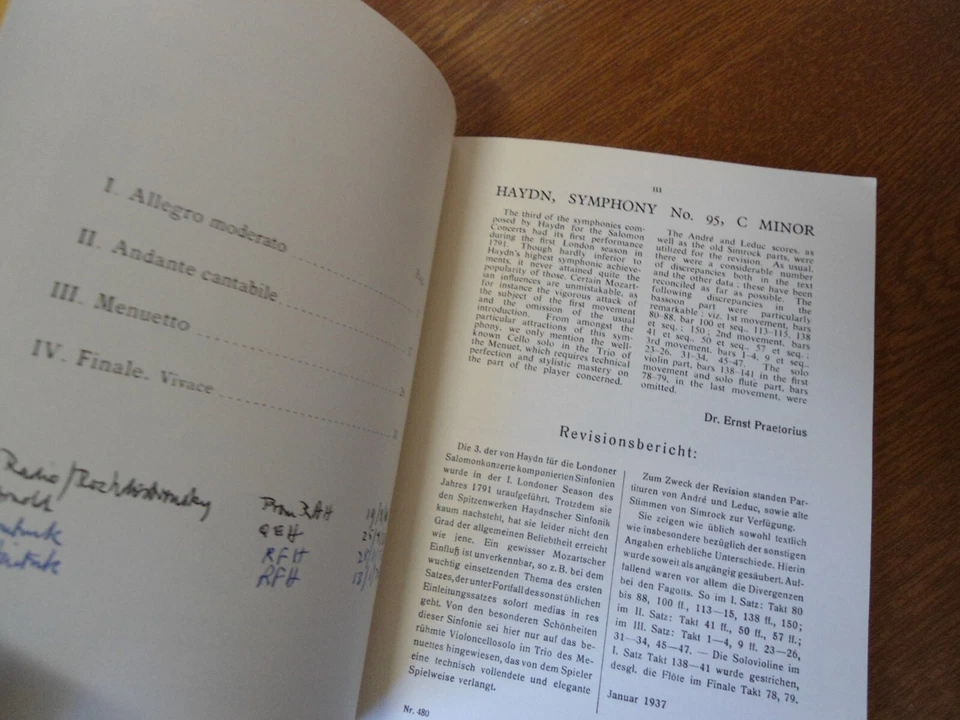 I. Allegro moderato
II. Andante cantabile
III. Menuetto
IV. Finale. Vivace
Radio/Rozhdestvensky Prom RAH
QEH
RFH
RFH
III
HAYDN, SYMPHONY No. 95, C MINOR
The third of the symphonies com-
posed by Haydn for the Salomon
Concerts had its first performance
during the first London season in
1791. Though hardly inferior to
Haydn's highest symphonic achieve-
ments, it never attained quite the
popularity of those. Certain Mozart-
ian influences are unmistakable, as
for instance the vigorous attack of
the subject of the first movement
and the omission of the usual
introduction. From amongst the
particular attractions of this sym-
phony, we only mention the well-
known Cello solo in the Trio of
the Menuet, which requires technical
perfection and stylistic mastery on
the part of the player concerned.
The André and Leduc scores, as
well as the old Simrock parts, were
utilized for the revision. As usual,
there were a considerable number
of discrepancies both in the text
and the other data; these have been
reconciled as far as possible. The
following discrepancies in the
bassoon part were particularly
remarkable; viz. 1st movement, bars
80-88, bar 100 et seq., 113-115, 138
et seq.; 150; 2nd movement, bars
41 et seq., 50 et seq., 57 et seq.;
3rd movement, bars 1-4, 9 et seq.,
23-26, 31-34, 45-47. The solo
violin part, bars 138-141 in the first
movement and solo flute part, bars
78-79, in the last movement, were
omitted.
Dr. Ernst Praetorius
Revisionsbericht:
Die 3. der von Haydn für die Londoner
Salomonkonzerte komponierten Sinfonien
wurde in der I. Londoner Season des
Jahres 1791 uraufgeführt. Trotzdem sie
den Spitzenwerken Haydnscher Sinfonik
kaum nachsteht, hat sie leider nicht den
Grad der allgemeinen Beliebtheit erreicht
wie jene. Ein gewisser Mozartscher
Einfluß ist unverkennbar, so z. B. bei dem
wuchtig einsetzenden Thema des ersten
Satzes, der unter Fortfall des sonst üblichen
Einleitungssatzes sofort medias in res
geht. Von den besonderen Schönheiten
dieser Sinfonie sei hier nur auf das be-
rühmte Violoncellosolo im Trio des Me-
nuettes hingewiesen, das von dem Spieler
eine technisch vollendete und elegante
Spielweise verlangt.
Zum Zweck der Revision standen Par-
tituren von André und Leduc, sowie alte
Stimmen von Simrock zur Verfügung.
Sie zeigen wie üblich sowohl textlich
wie insbesondere bezüglich der sonstigen
Angaben erhebliche Unterschiede. Hierin
wurde soweit als angängig gesäubert. Auf-
fallend waren vor allem die Divergenzen
bei den Fagotts. So im I. Satz: Takt 80
bis 88, 100 ff., 113—15, 138 ff., 150;
im II. Satz: Takt 41 ff., 50 ff., 57 ff.;
im III. Satz: Takt 1—4, 9 ff. 23—26,
31—34, 45—47. — Die Solovioline im
I. Satz Takt 138—41 wurde gestrichen,
desgl. die Flöte im Finale Takt 78, 79.
Januar 1937
Nr. 480